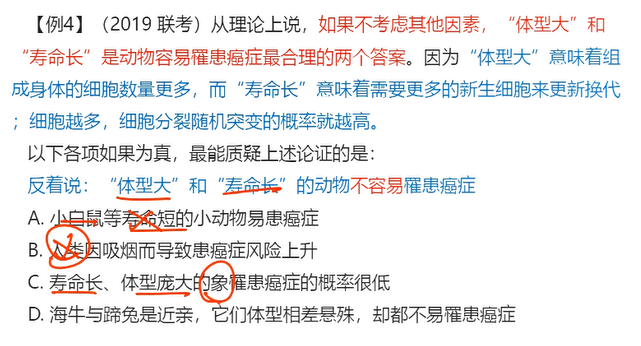 【例4】（2019 联考）从理论上说，如果不考虑其他因素，“体型大”和
“寿命长”是动物容易罹患癌症最合理的两个答案。因为“体型大”意味着组
成身体的细胞数量更多，而“寿命长”意味着需要更多的新生细胞来更新换代
；细胞越多，细胞分裂随机突变的概率就越高。
以下各项如果为真，最能质疑上述论证的是：
反着说：“体型大”和“寿命长”的动物不容易罹患癌症
A. 小白鼠等寿命短的小动物易患癌症
B. 人类因吸烟而导致患癌症风险上升
C. 寿命长、体型庞大的象罹患癌症的概率很低
D. 海牛与蹄兔是近亲，它们体型相差悬殊，却都不易罹患癌症